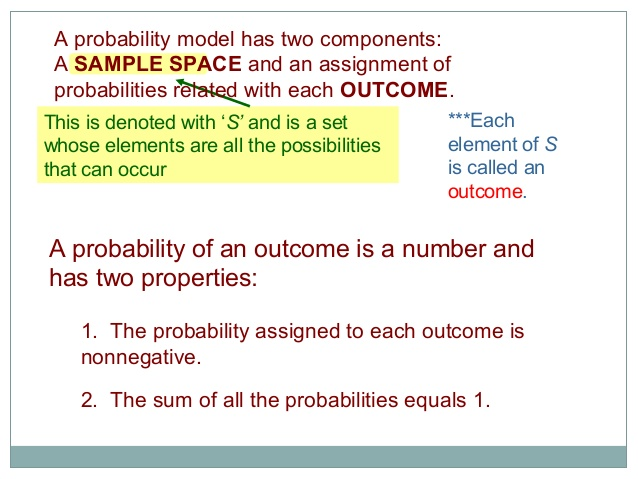 A probability model has two components:
A SAMPLE SPACE and an assignment of
probabilities related with each OUTCOME.
This is denoted with ‘S’ and is a set
whose elements are all the possibilities
that can occur
***Each
element of S
is called an
outcome.
A probability of an outcome is a number and
has two properties:
1. The probability assigned to each outcome is
nonnegative.
2. The sum of all the probabilities equals 1.